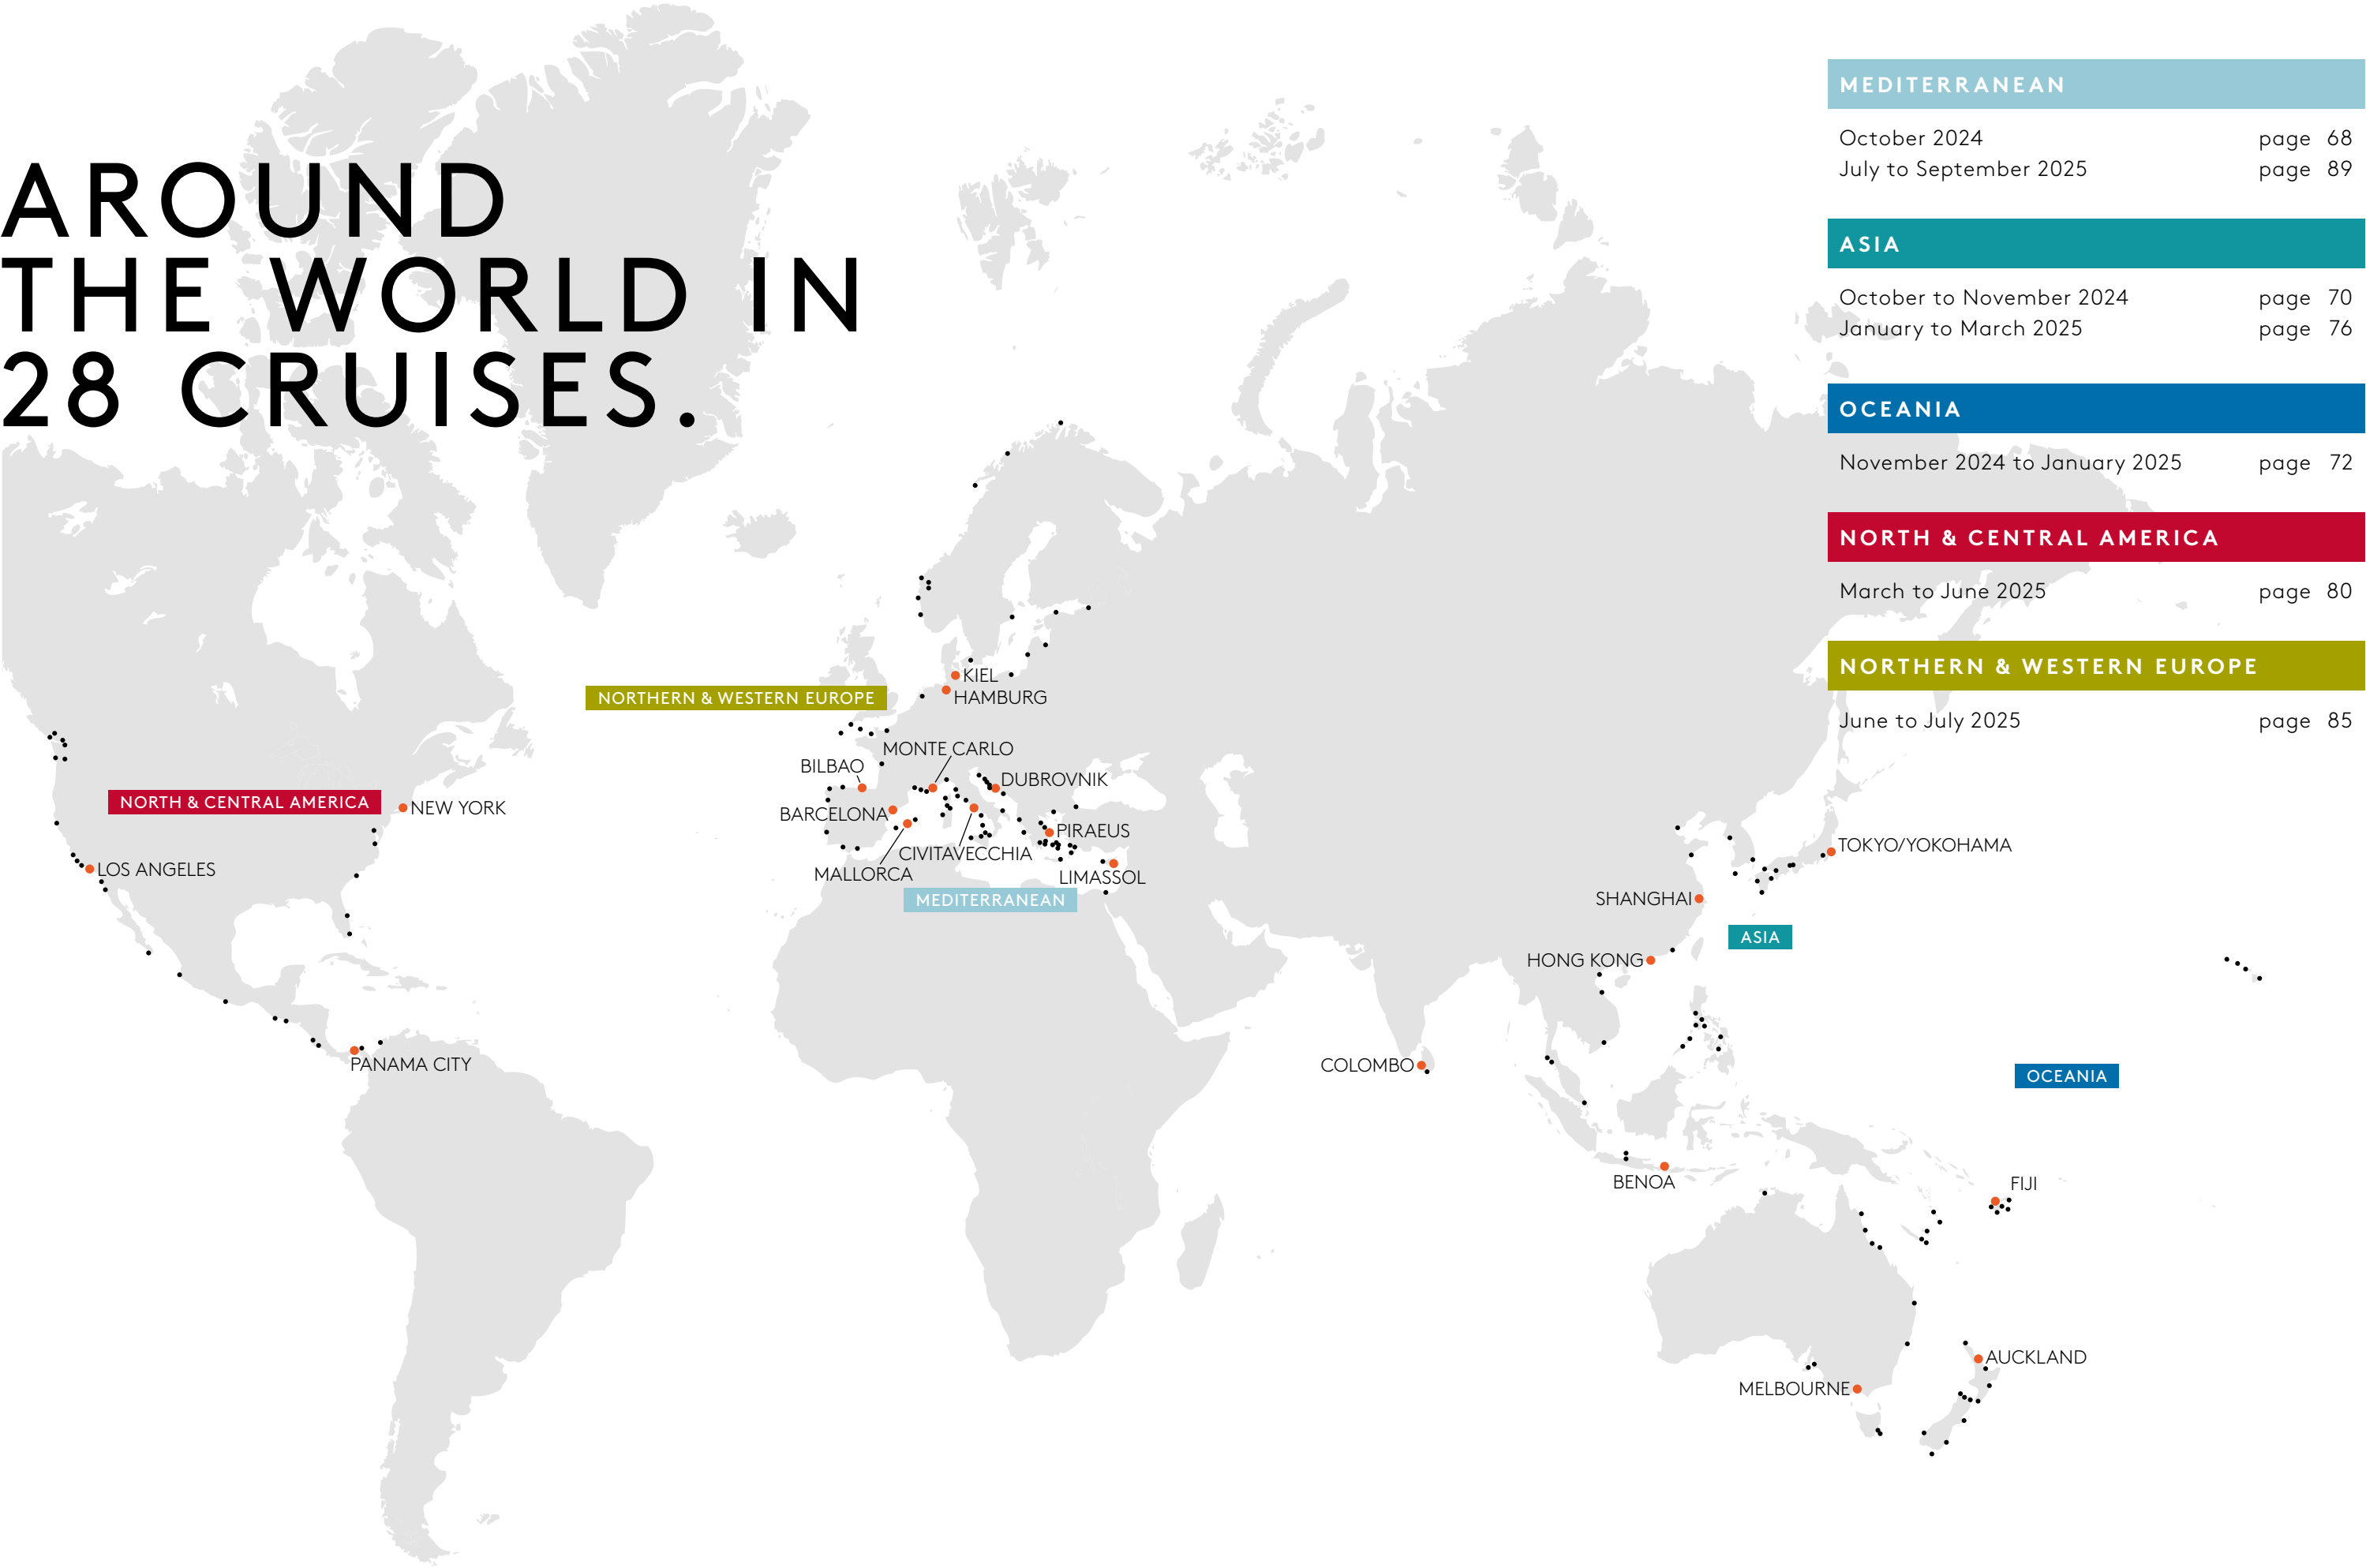 AROUND
THE WORLD IN
28 CRUISES.
MEDITERRANEAN
October 2024 page 68
July to September 2025 page 89
ASIA
October to November 2024 page 70
January to March 2025 page 76
OCEANIA
November 2024 to January 2025 page 72
NORTH & CENTRAL AMERICA
March to June 2025 page 80
NORTHERN & WESTERN EUROPE
June to July 2025 page 85
KIEL
HAMBURG
NORTHERN & WESTERN EUROPE
MONTE CARLO
BILBAO
DUBROVNIK
NORTH & CENTRAL AMERICA
NEW YORK
BARCELONA
PIRAEUS
CIVITAVECCHIA
MALLORCA
LIMASSOL
MEDITERRANEAN
LOS ANGELES
PANAMA CITY
TOKYO/YOKOHAMA
SHANGHAI
ASIA
HONG KONG
COLOMBO
OCEANIA
BENOA
FIJI
AUCKLAND
MELBOURNE